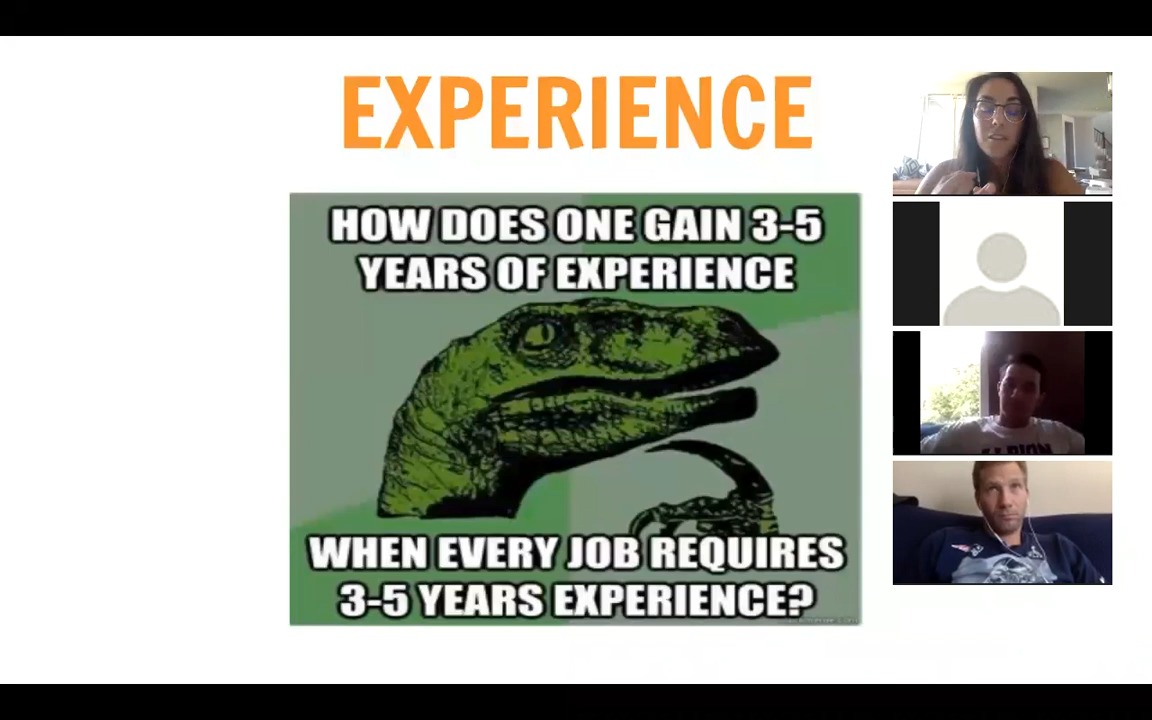 EXPERIENCE
HOW DOES ONE GAIN 3-5
YEARS OF EXPERIENCE
WHEN EVERY JOB REQUIRES
3-5 YEARS EXPERIENCE?